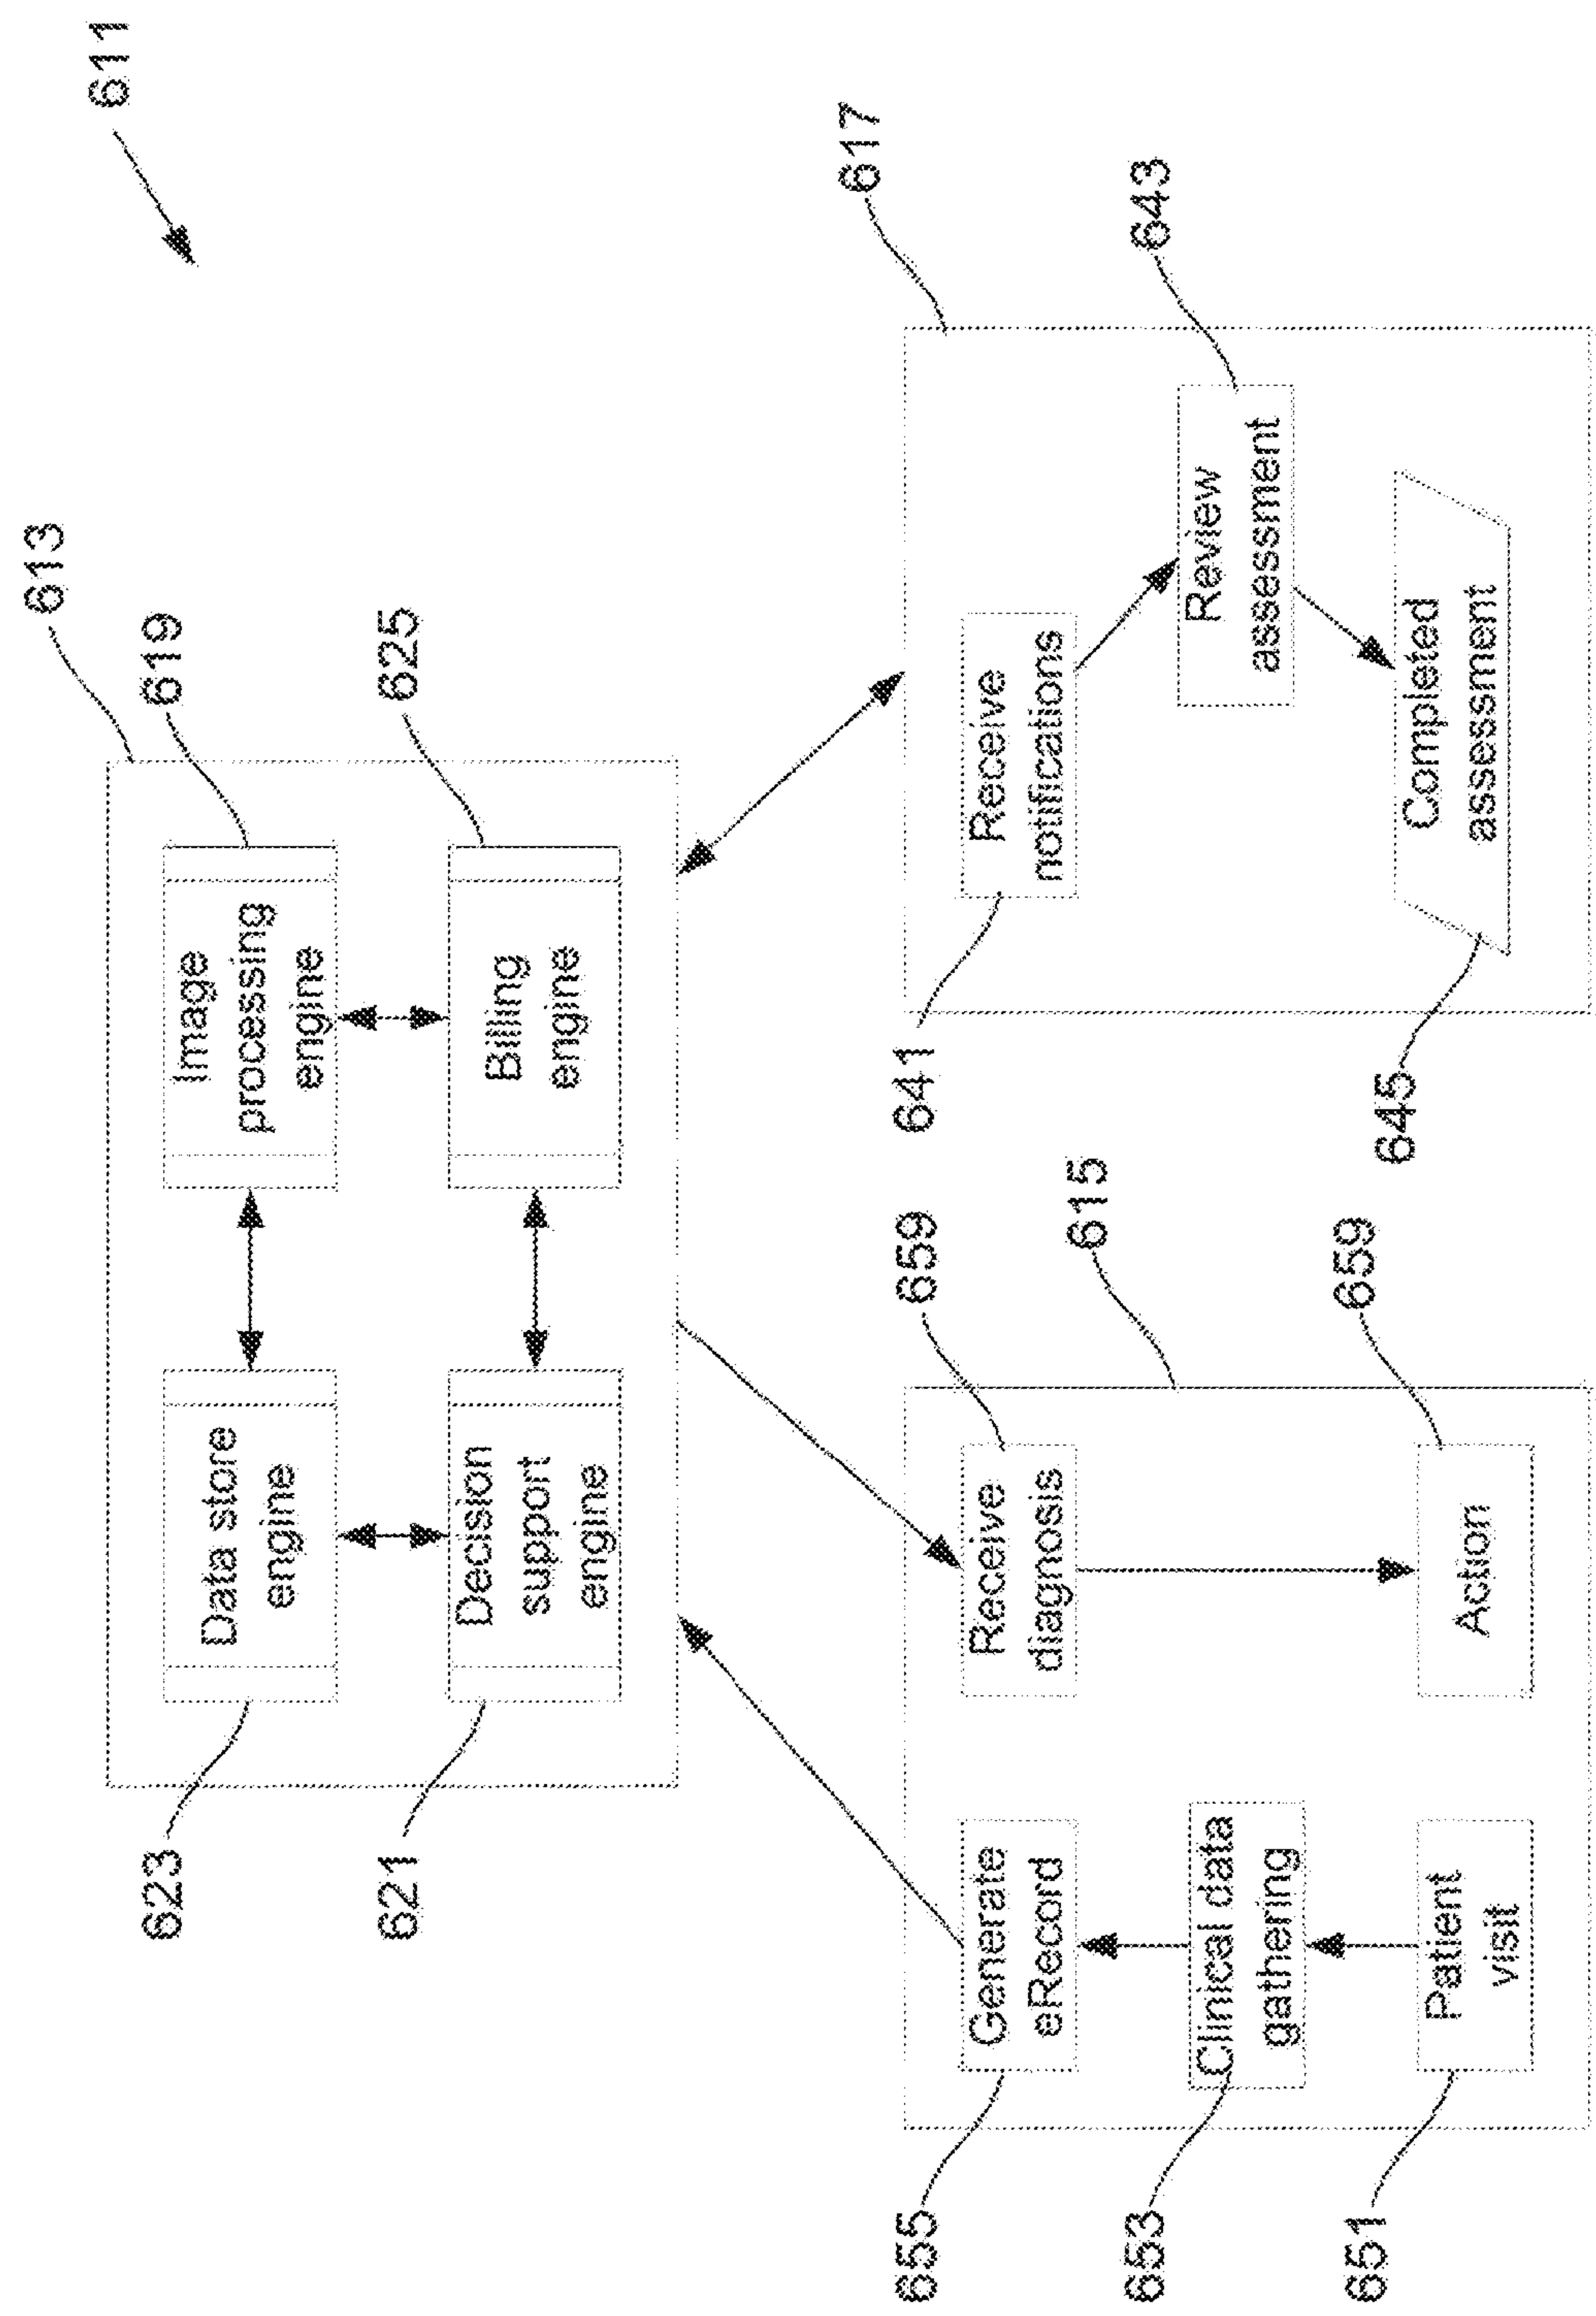 611
613
619
625
623
621
Data store
engine
Image
processing
engine
Decision
support
engine
Billing
engine
655
653
651
Generate
eRecord
Clinical data
gathering
Patient
visit
659
615
659
Receive
diagnosis
Action
617
641
643
645
Receive
notifications
Review
assessment
Completed
assessment